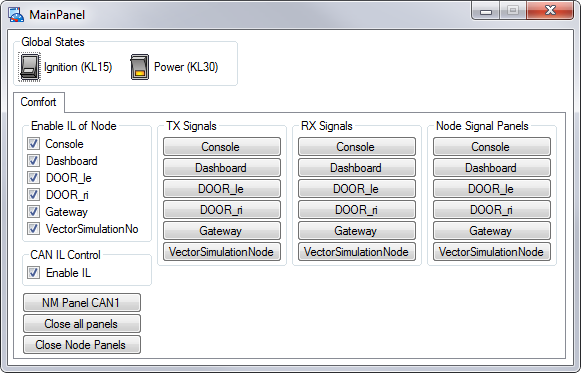 MainPanel
Global States
Ignition (KL15)
Power (KL30)
Comfort
Enable IL of Node
Console
Dashboard
DOOR_le
DOOR_ri
Gateway
VectorSimulationNo
CAN IL Control
Enable IL
NM Panel CAN1
Close all panels
Close Node Panels
TX Signals
Console
Dashboard
DOOR_le
DOOR_ri
Gateway
VectorSimulationNode
RX Signals
Console
Dashboard
DOOR_le
DOOR_ri
Gateway
VectorSimulationNode
Node Signal Panels
Console
Dashboard
DOOR_le
DOOR_ri
Gateway
VectorSimulationNode